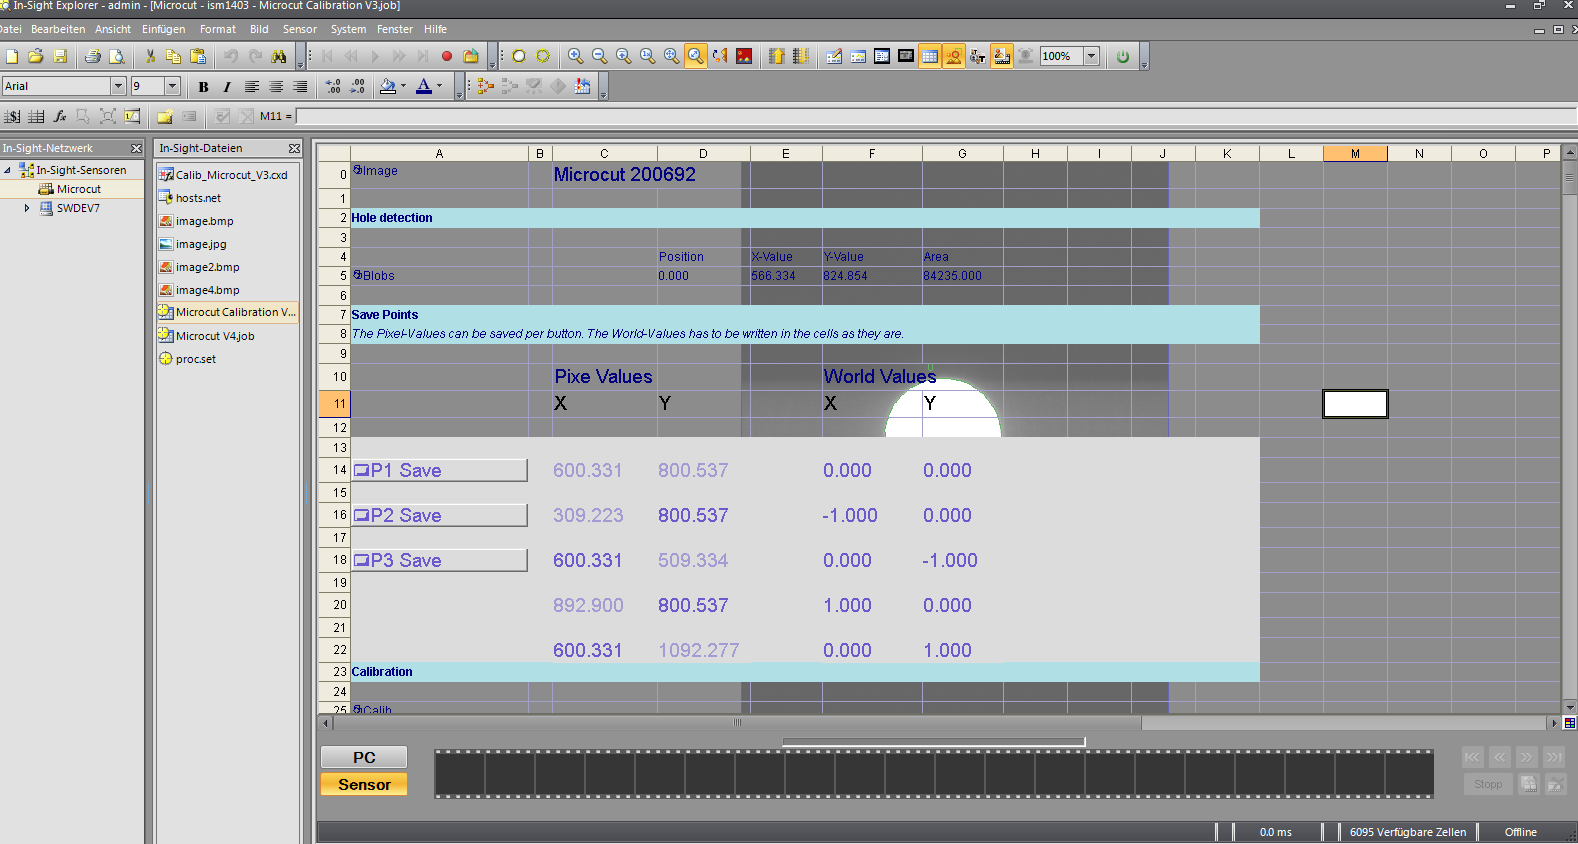 In-Sight Explorer - admin - [Microcut - ism1403 - Microcut Calibration V3.job]
Datei Bearbeiten Ansicht Einfügen Format Bild Sensor System Fenster Hilfe
100%
Arial 9 B I A
M11 =
In-Sight-Netzwerk
In-Sight-Sensoren
Microcut
SWDEV7
In-Sight-Dateien
Calib_Microcut_V3.cxd
hosts.net
image.bmp
image.jpg
image2.bmp
image4.bmp
Microcut Calibration V...
Microcut V4.job
proc.set
A B C D E F G H I J K L M N O P
0 Image Microcut 200692
1
2 Hole detection
3
4 Position X-Value Y-Value Area
5 Blobs 0.000 566.334 824.854 84235.000
6
7 Save Points
8 The Pixel-Values can be saved per button. The World-Values has to be written in the cells as they are.
9
10 Pixe Values World Values
11 X Y X Y
12
13
14 P1 Save 600.331 800.537 0.000 0.000
15
16 P2 Save 309.223 800.537 -1.000 0.000
17
18 P3 Save 600.331 509.334 0.000 -1.000
19
20 892.900 800.537 1.000 0.000
21
22 600.331 1092.277 0.000 1.000
23 Calibration
24
25 Calib
PC
Sensor
Stopp
0.0 ms 6095 Verfügbare Zellen Offline